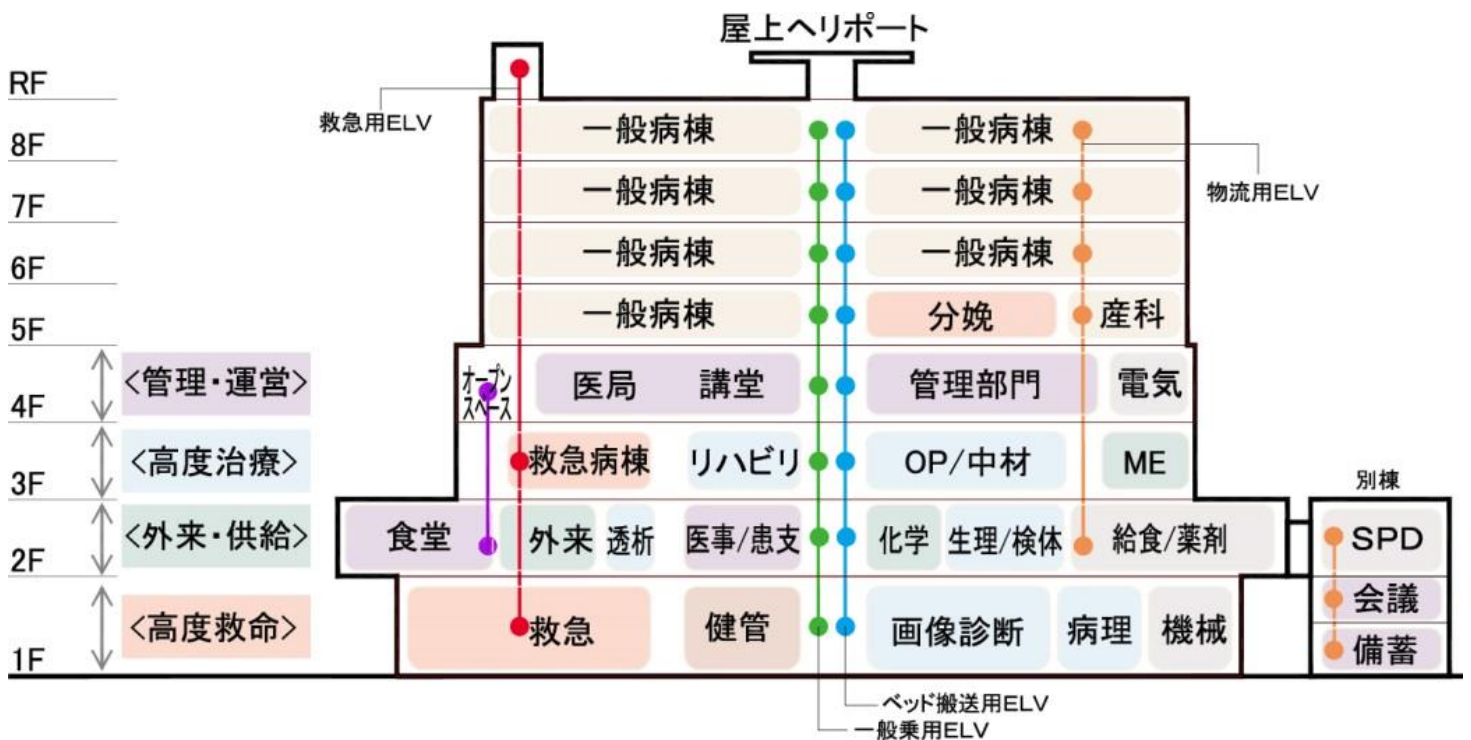 屋上ヘリポート
RF
救急用ELV
8F
一般病棟
一般病棟
物流用ELV
7F
一般病棟
一般病棟
6F
一般病棟
一般病棟
5F
一般病棟
分娩
産科
4F
<管理・運営>
オープン
スペース
医局
講堂
管理部門
電気
3F
<高度治療>
救急病棟
リハビリ
OP/中材
ME
別棟
2F
<外来・供給>
食堂
外来
透析
医事/患支
化学
生理/検体
給食/薬剤
SPD
会議
1F
<高度救命>
救急
健管
画像診断
病理
機械
備蓄
ベッド搬送用ELV
一般乗用ELV